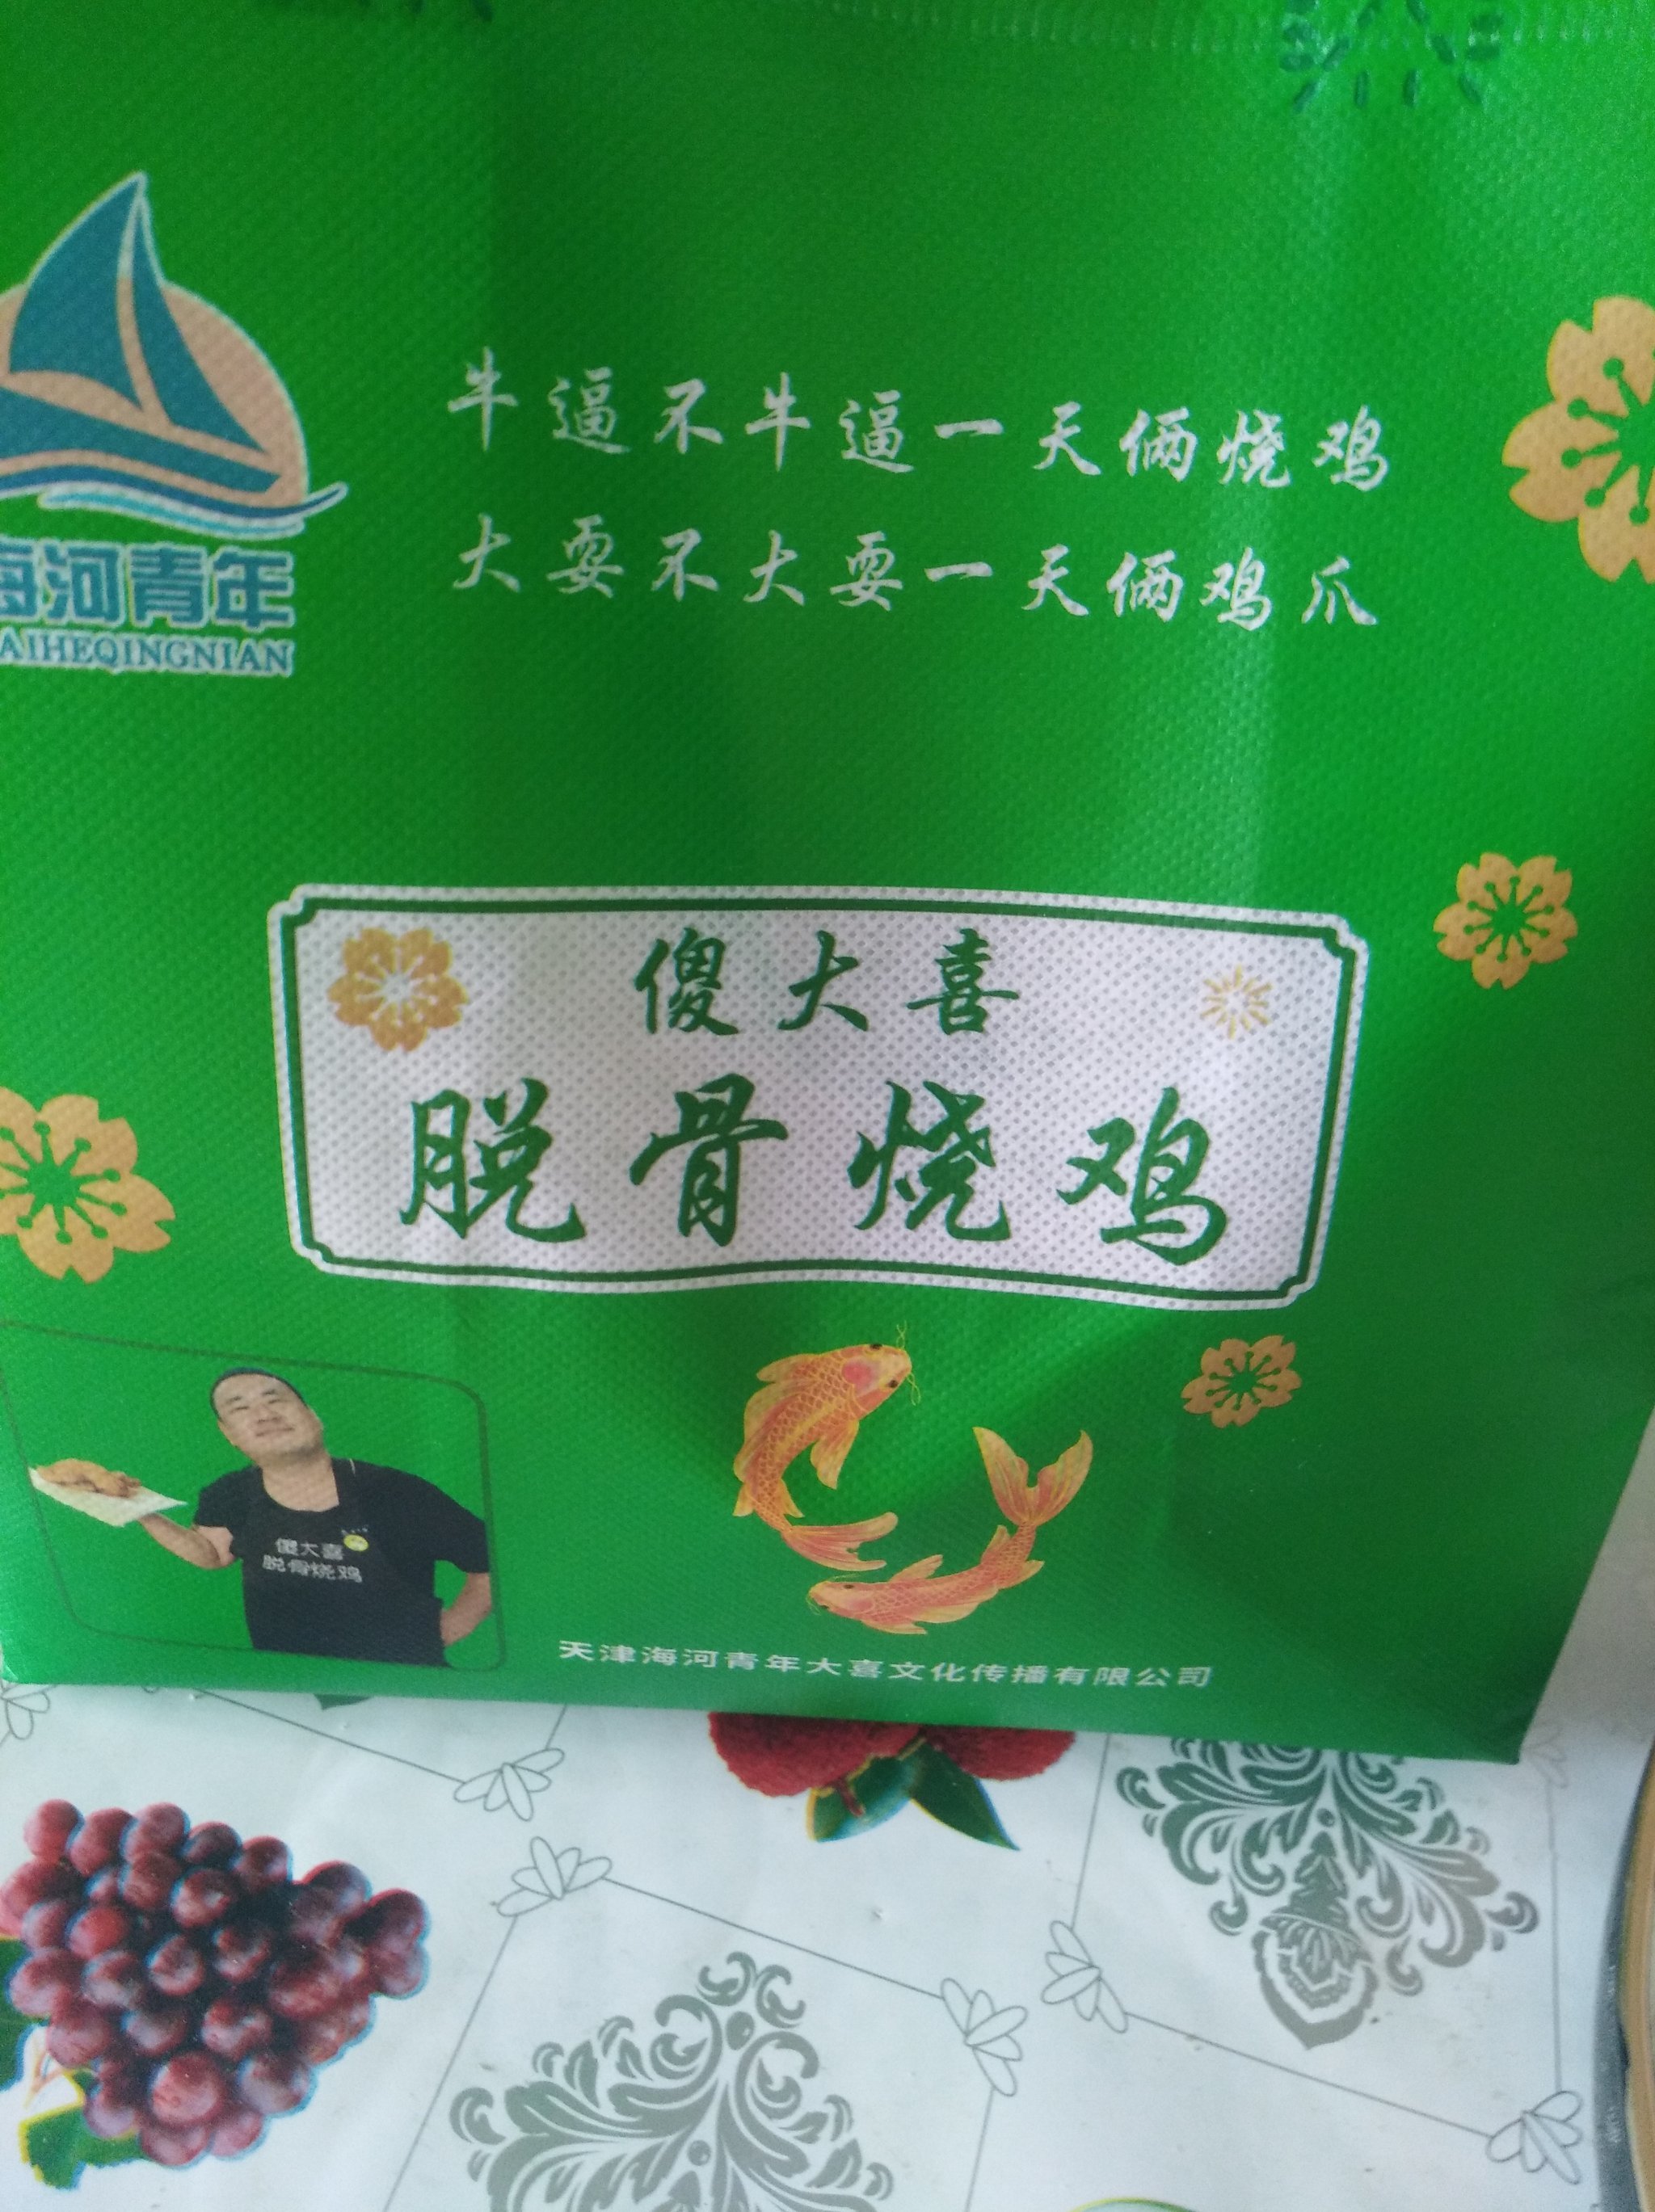 牛逼不牛逼一天俩烧鸡
大耍不大耍一天俩鸡爪
海河青年
AIHEQINGNIAN
傻大喜
脱骨烧鸡
傻大喜
脱骨烧鸡
天津海河青年大喜文化传播有限公司